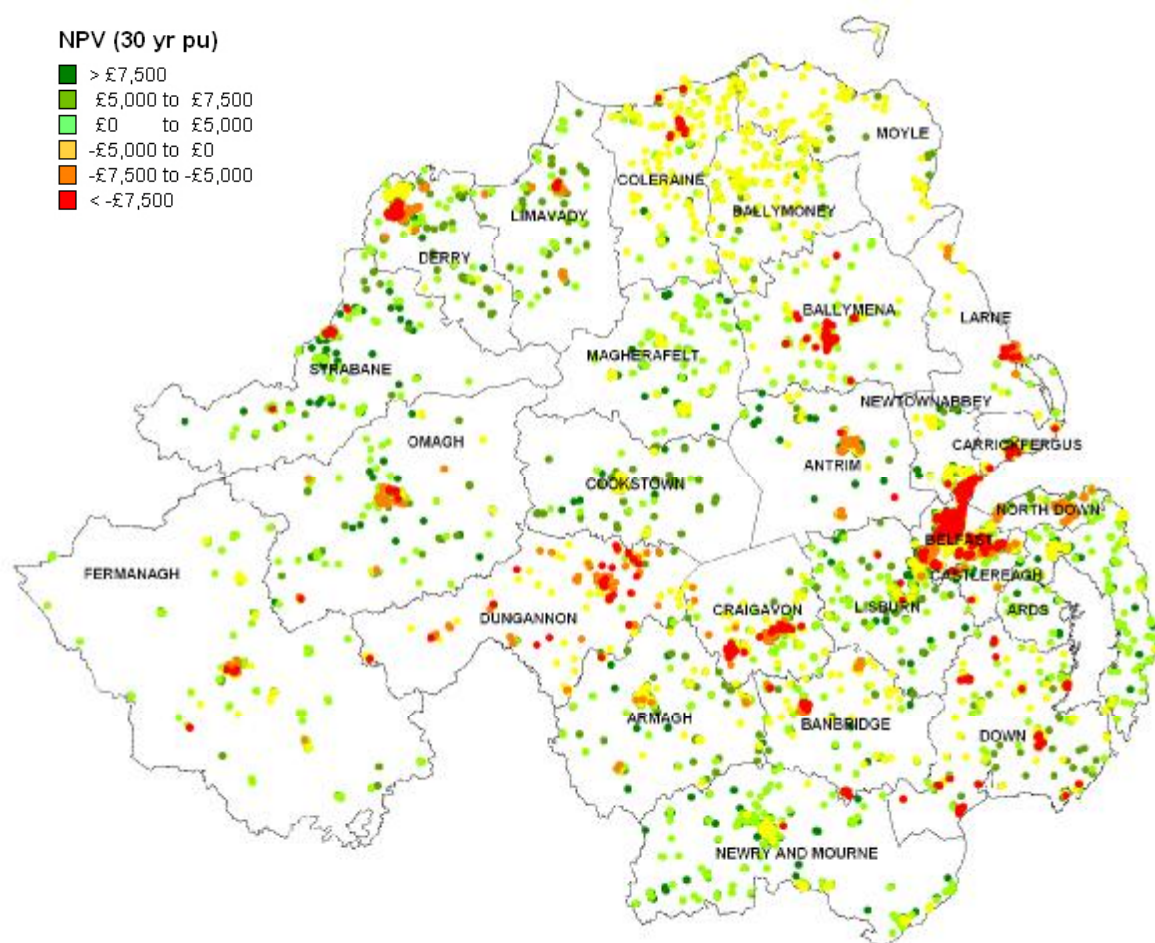 NPV (30 yr pu)
> £7,500
£5,000 to £7,500
£0 to £5,000
-£5,000 to £0
-£7,500 to -£5,000
< -£7,500
MOYLE
COLERAINE
LIMAVADY
BALLYMONEY
DERRY
BALLYMENA
LARNE
MAGHERAFELT
STRABANE
NEWTOWNABBEY
OMAGH
CARRICKFERGUS
ANTRIM
COOKSTOWN
NORTH DOWN
BELFAST
FERMANAGH
CASTLEREAGH
LISBURN
ARDS
CRAIGAVON
DUNGANNON
ARMAGH
BANBRIDGE
DOWN
NEWRY AND MOURNE